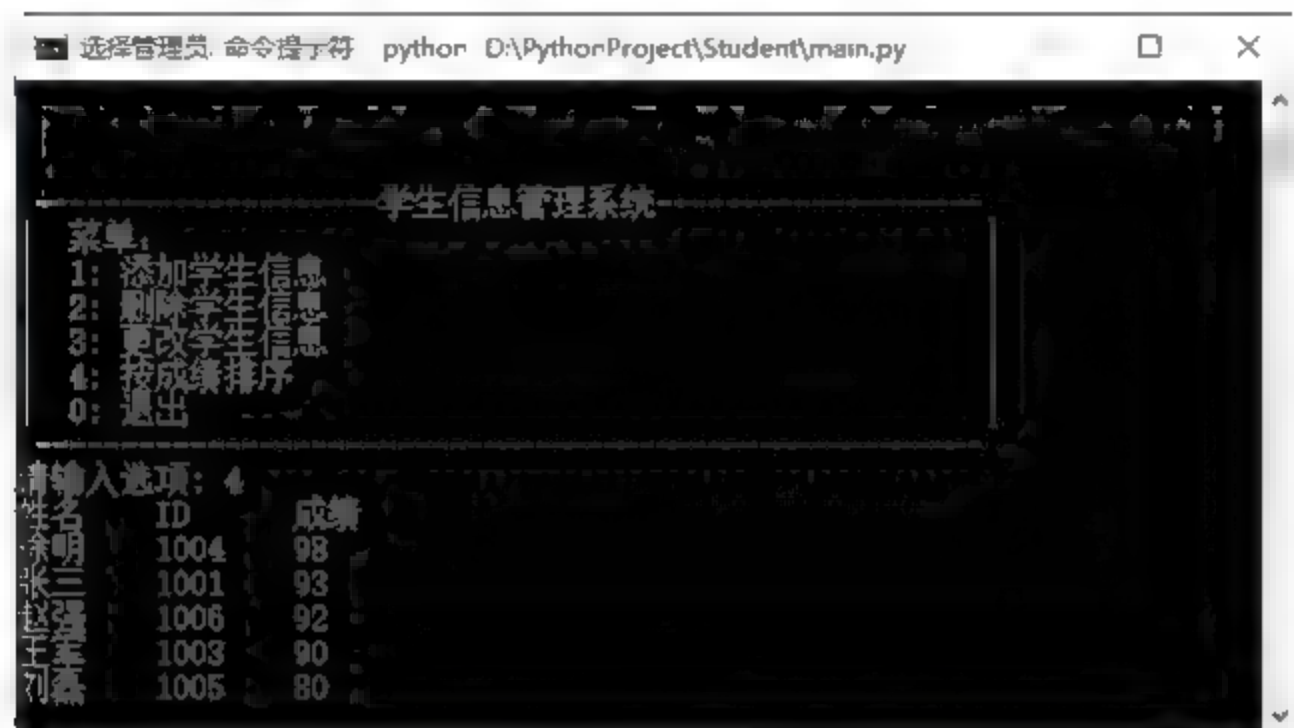 选择管理员: 命令提示符 python D:\PythonProject\Student\main.py
学生信息管理系统
菜单:
1: 添加学生信息
2: 删除学生信息
3: 更改学生信息
4: 按成绩排序
0: 退出
请输入选项: 4
姓名 ID 成绩
徐明 1004 98
张三 1001 93
赵强 1006 92
王军 1003 90
刘磊 1005 80